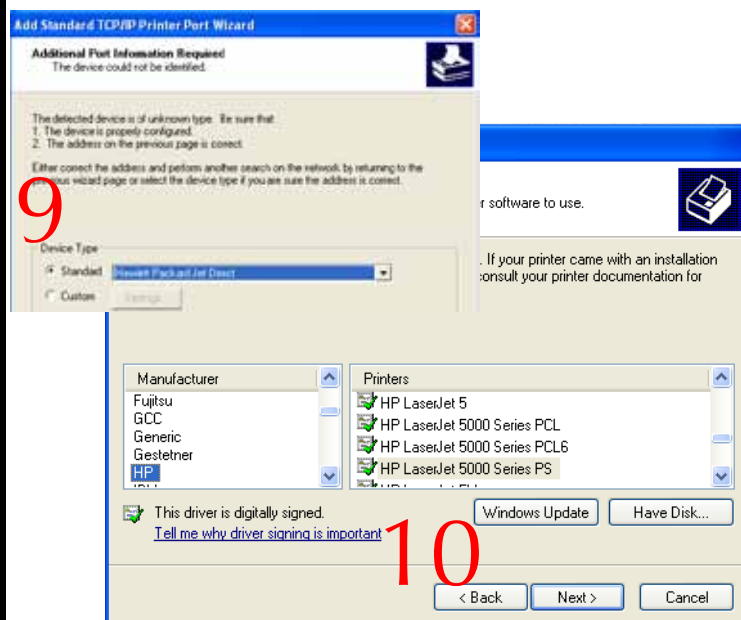 Add Standard TCP/IP Printer Port Wizard
Additional Port Information Required
The device could not be identified.
The detected device is of unknown type. Be sure that:
1. The device is properly configured.
2. The address on the previous page is correct.
Either correct the address and perform another search on the network by returning to the
previous wizard page or select the device type if you are sure the address is correct.
9
Device Type
Standard
Hewlett Packard Jet Direct
Custom
Settings
r software to use.
. If your printer came with an installation
consult your printer documentation for
Manufacturer
Fujitsu
GCC
Generic
Gestetner
HP
Printers
HP LaserJet 5
HP LaserJet 5000 Series PCL
HP LaserJet 5000 Series PCL6
HP LaserJet 5000 Series PS
This driver is digitally signed.
Tell me why driver signing is important
Windows Update
Have Disk...
10
< Back
Next >
Cancel